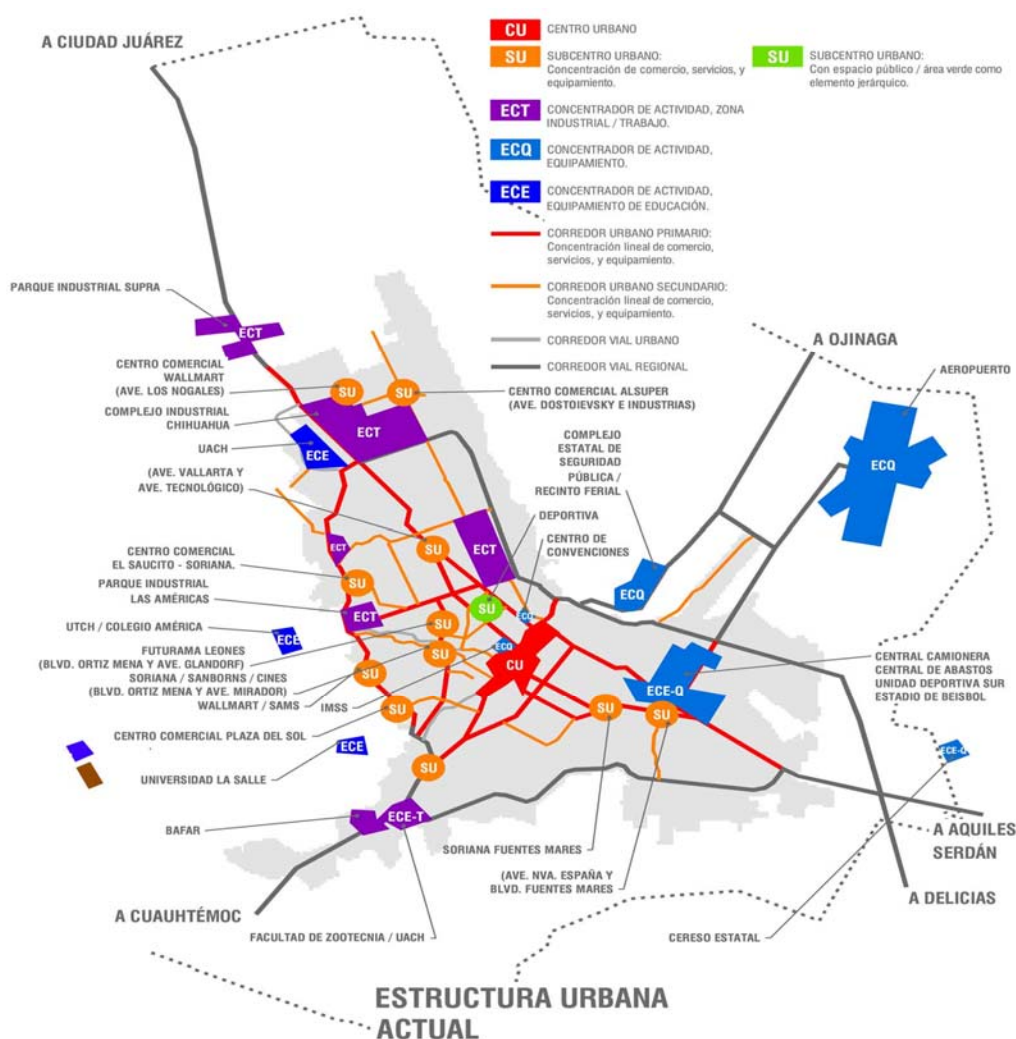 A CIUDAD JUÁREZ
CU CENTRO URBANO
SU SUBCENTRO URBANO:
Concentración de comercio, servicios, y
equipamiento.
SU SUBCENTRO URBANO:
Con espacio público / área verde como
elemento jerárquico.
ECT CONCENTRADOR DE ACTIVIDAD, ZONA
INDUSTRIAL / TRABAJO.
ECQ CONCENTRADOR DE ACTIVIDAD,
EQUIPAMIENTO.
ECE CONCENTRADOR DE ACTIVIDAD,
EQUIPAMIENTO DE EDUCACIÓN.
CORREDOR URBANO PRIMARIO:
Concentración lineal de comercio,
servicios, y equipamiento.
CORREDOR URBANO SECUNDARIO:
Concentración lineal de comercio,
servicios, y equipamiento.
CORREDOR VIAL URBANO
CORREDOR VIAL REGIONAL
PARQUE INDUSTRIAL SUPRA
ECT
A OJINAGA
AEROPUERTO
ECQ
CENTRO COMERCIAL
WALLMART
(AVE. LOS NOGALES)
SU
SU
CENTRO COMERCIAL ALSUPER
(AVE. DOSTOIEVSKY E INDUSTRIAS)
COMPLEJO INDUSTRIAL
CHIHUAHUA
ECT
UACH
ECE
COMPLEJO
ESTATAL DE
SEGURIDAD
PÚBLICA /
RECINTO FERIAL
(AVE. VALLARTA Y
AVE. TECNOLÓGICO)
DEPORTIVA
CENTRO DE
CONVENCIONES
ECT
SU
ECT
CENTRO COMERCIAL
EL SAUCITO - SORIANA.
SU
ECQ
PARQUE INDUSTRIAL
LAS AMÉRICAS
ECT
SU
ECQ
UTCH / COLEGIO AMÉRICA
ECE
SU
FUTURAMA LEONES
(BLVD. ORTIZ MENA Y AVE. GLANDORF)
SORIANA / SANBORNS / CINES
(BLVD. ORTIZ MENA Y AVE. MIRADOR)
WALLMART / SAMS
IMSS
SU
ECQ
CU
SU
ECE-Q
CENTRAL CAMIONERA
CENTRAL DE ABASTOS
UNIDAD DEPORTIVA SUR
ESTADIO DE BEISBOL
SU
SU
SU
CENTRO COMERCIAL PLAZA DEL SOL
ECE
ECE-Q
UNIVERSIDAD LA SALLE
SU
BAFAR
ECE-T
SORIANA FUENTES MARES
(AVE. NVA. ESPAÑA Y
BLVD. FUENTES MARES)
A AQUILES
SERDÁN
A DELICIAS
A CUAUHTÉMOC
FACULTAD DE ZOOTECNIA / UACH
CERESO ESTATAL
ESTRUCTURA URBANA
ACTUAL